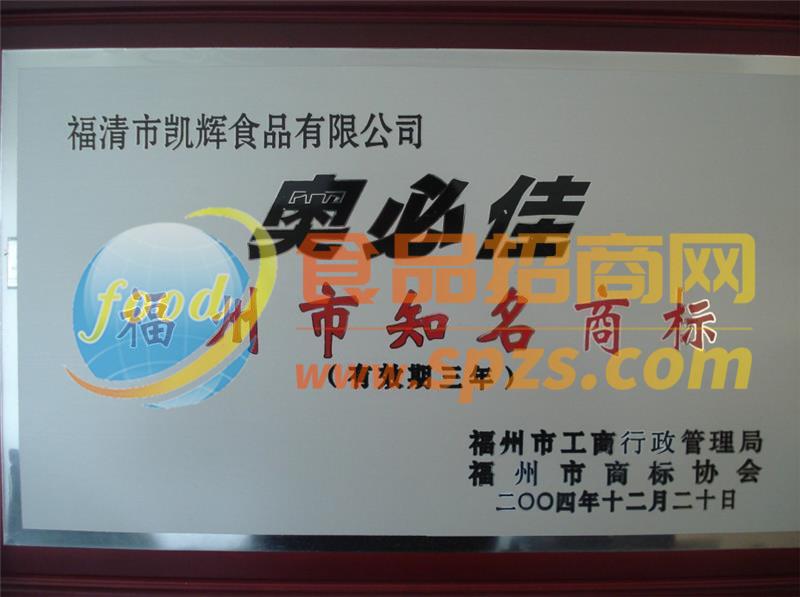 福清市凯辉食品有限公司
奥必佳
食品招商网
food
福州市知名商标
www.spzs.com
(有效期三年)
福州市工商行政管理局
福州市商标协会
二〇〇四年十二月二十日